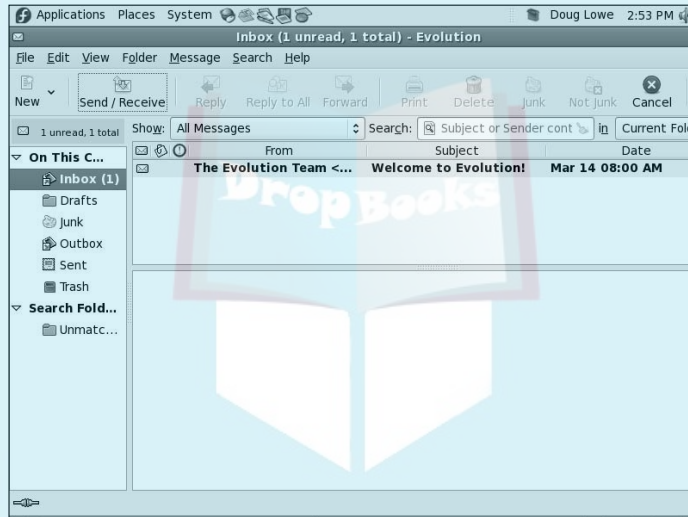 Applications Places System Doug Lowe 2:53 PM
Inbox (1 unread, 1 total) - Evolution
File Edit View Folder Message Search Help
New Send / Receive Reply Reply to All Forward Print Delete Junk Not Junk Cancel
1 unread, 1 total Show: All Messages Search: Subject or Sender cont in Current Fol
On This C... From Subject Date
Inbox (1) The Evolution Team <... Welcome to Evolution! Mar 14 08:00 AM
Drafts
Junk
Outbox
Sent
Trash
Search Fold...
Unmatc...
DropBooks